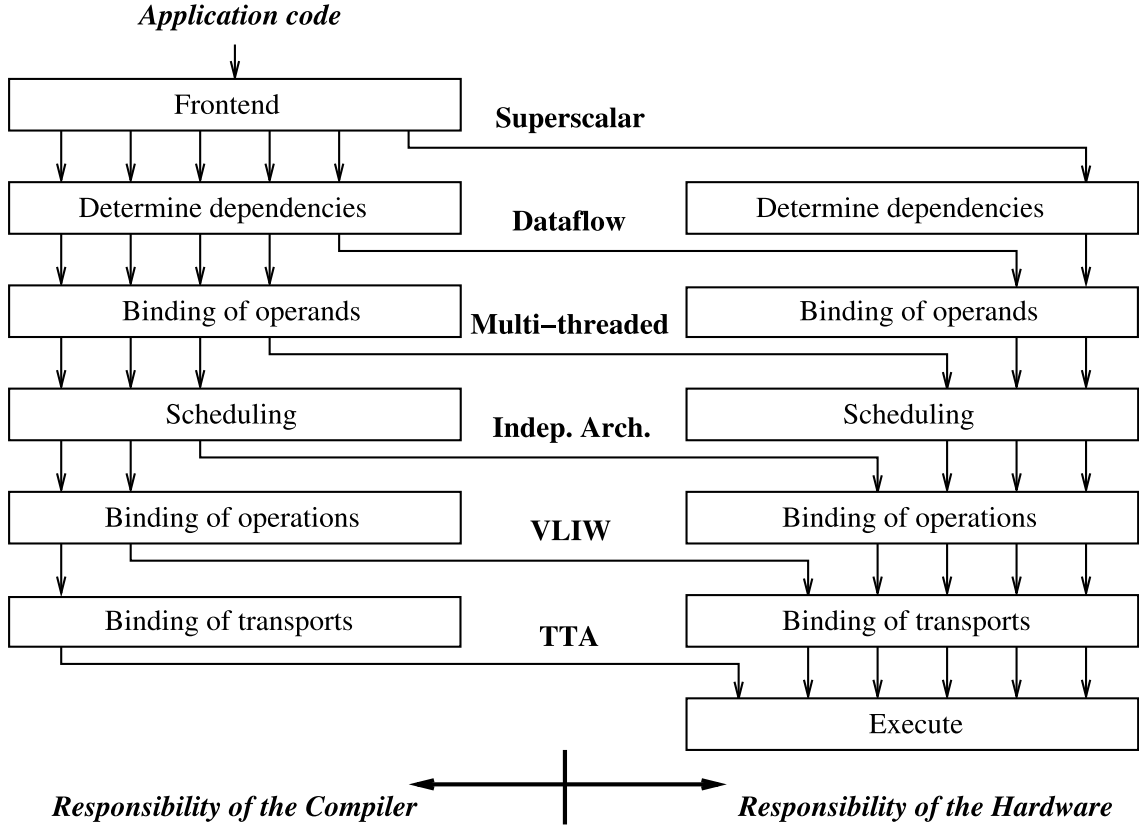 Application code
Frontend
Superscalar
Determine dependencies
Determine dependencies
Dataflow
Binding of operands
Binding of operands
Multi−threaded
Scheduling
Scheduling
Indep. Arch.
Binding of operations
Binding of operations
VLIW
Binding of transports
Binding of transports
TTA
Execute
Responsibility of the Compiler
Responsibility of the Hardware